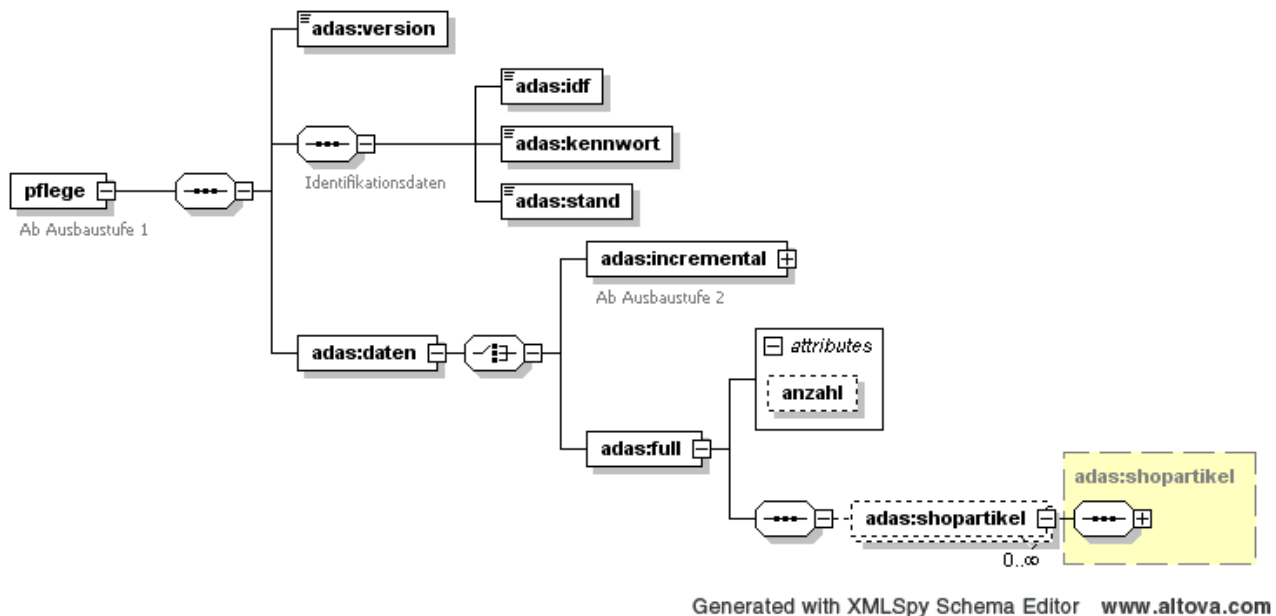 adas:version
adas:idf
adas:kennwort
Identifikationsdaten
pflege
adas:stand
Ab Ausbaustufe 1
adas:incremental
Ab Ausbaustufe 2
attributes
adas:daten
anzahl
adas:full
adas:shopartikel
adas:shopartikel
0..∞
Generated with XMLSpy Schema Editor www.altova.com